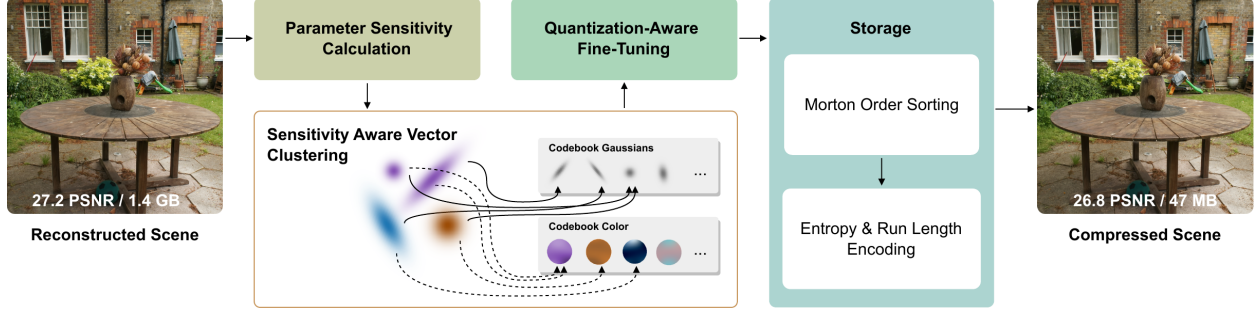 27.2 PSNR / 1.4 GB
Reconstructed Scene
Parameter Sensitivity
Calculation
Sensitivity Aware Vector
Clustering
Codebook Gaussians
...
Codebook Color
...
Quantization-Aware
Fine-Tuning
Storage
Morton Order Sorting
Entropy & Run Length
Encoding
26.8 PSNR / 47 MB
Compressed Scene